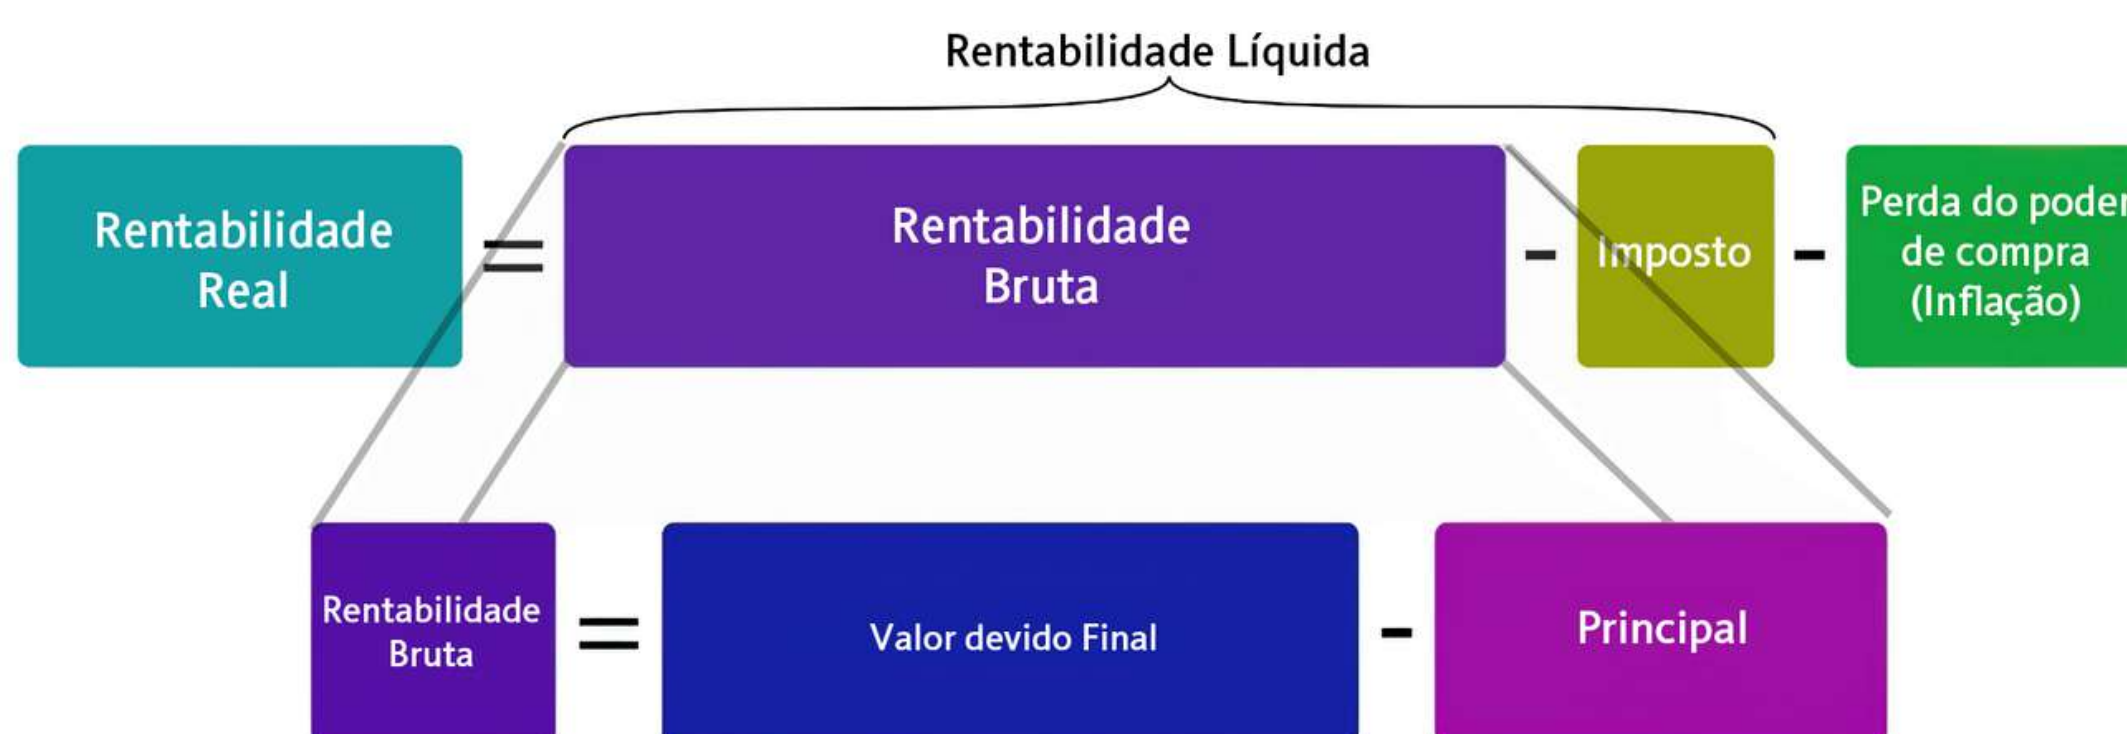 Rentabilidade Líquida
Rentabilidade
Real
=
Rentabilidade
Bruta
-
Imposto
-
Perda do poder
de compra
(Inflação)
Rentabilidade
Bruta
=
Valor devido Final
-
Principal